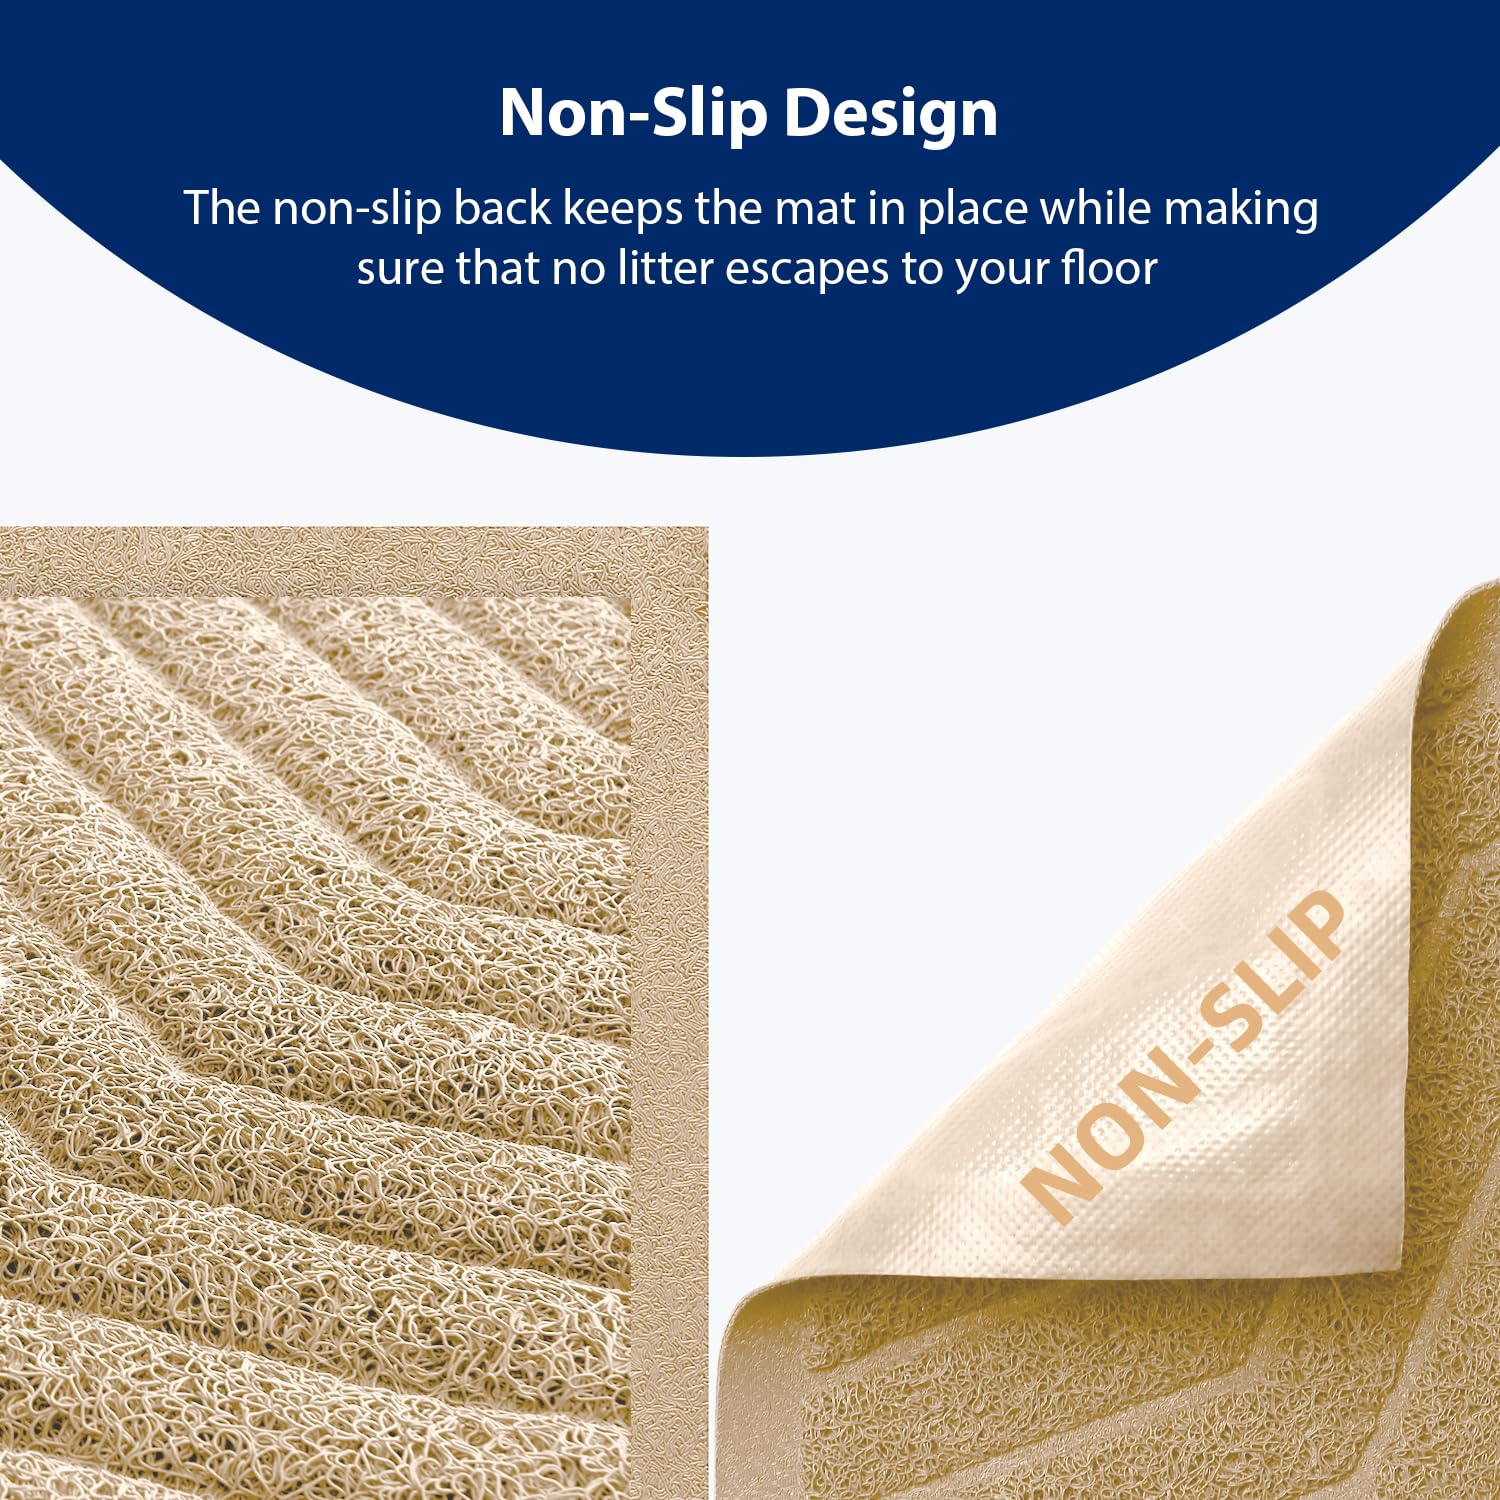 Non-Slip Design
The non-slip back keeps the mat in place while making
sure that no litter escapes to your floor
NON-SLIP